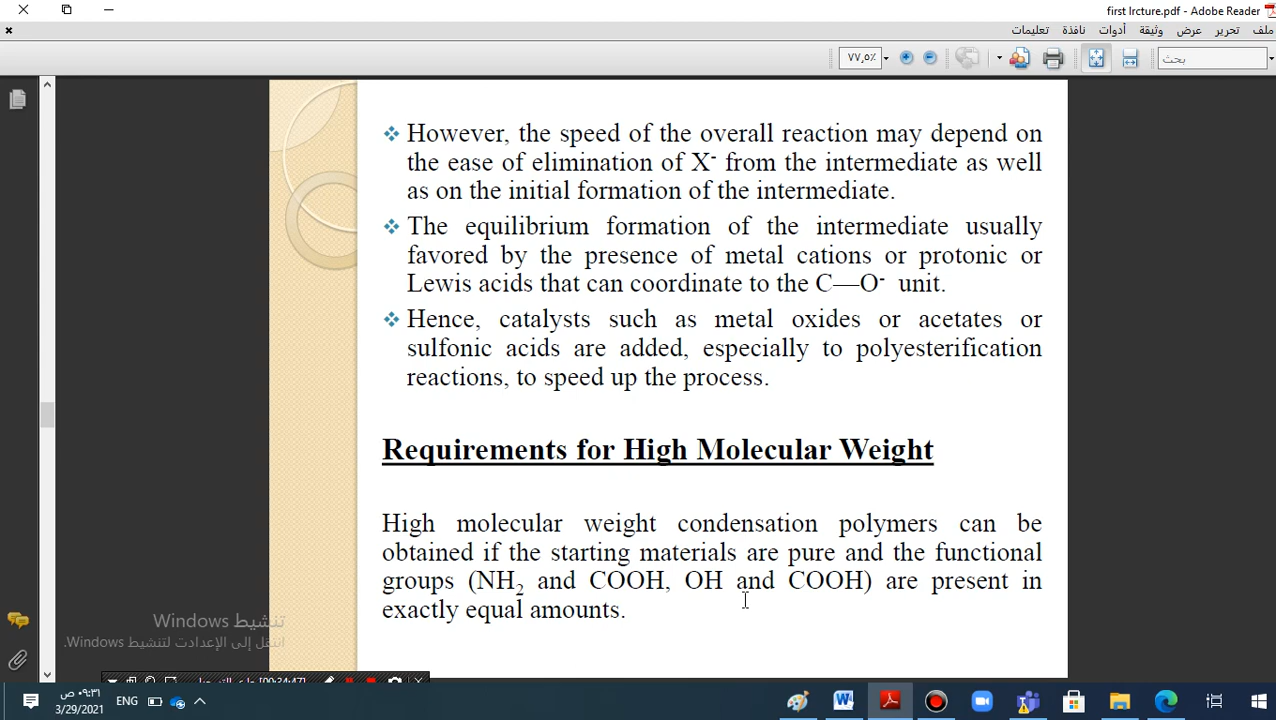 first lrcture.pdf - Adobe Reader
ملف تحرير عرض وثيقة أدوات نافذة تعليمات
٧٧,٥٪
بحث
However, the speed of the overall reaction may depend on
the ease of elimination of X⁻ from the intermediate as well
as on the initial formation of the intermediate.
The equilibrium formation of the intermediate usually
favored by the presence of metal cations or protonic or
Lewis acids that can coordinate to the C—O⁻ unit.
Hence, catalysts such as metal oxides or acetates or
sulfonic acids are added, especially to polyesterification
reactions, to speed up the process.
Requirements for High Molecular Weight
High molecular weight condensation polymers can be
obtained if the starting materials are pure and the functional
groups (NH₂ and COOH, OH and COOH) are present in
exactly equal amounts.
تنشيط Windows
انتقل إلى الإعدادت لتنشيط Windows.
[00:34:47]
٠٩:٣١ ص
3/29/2021
ENG